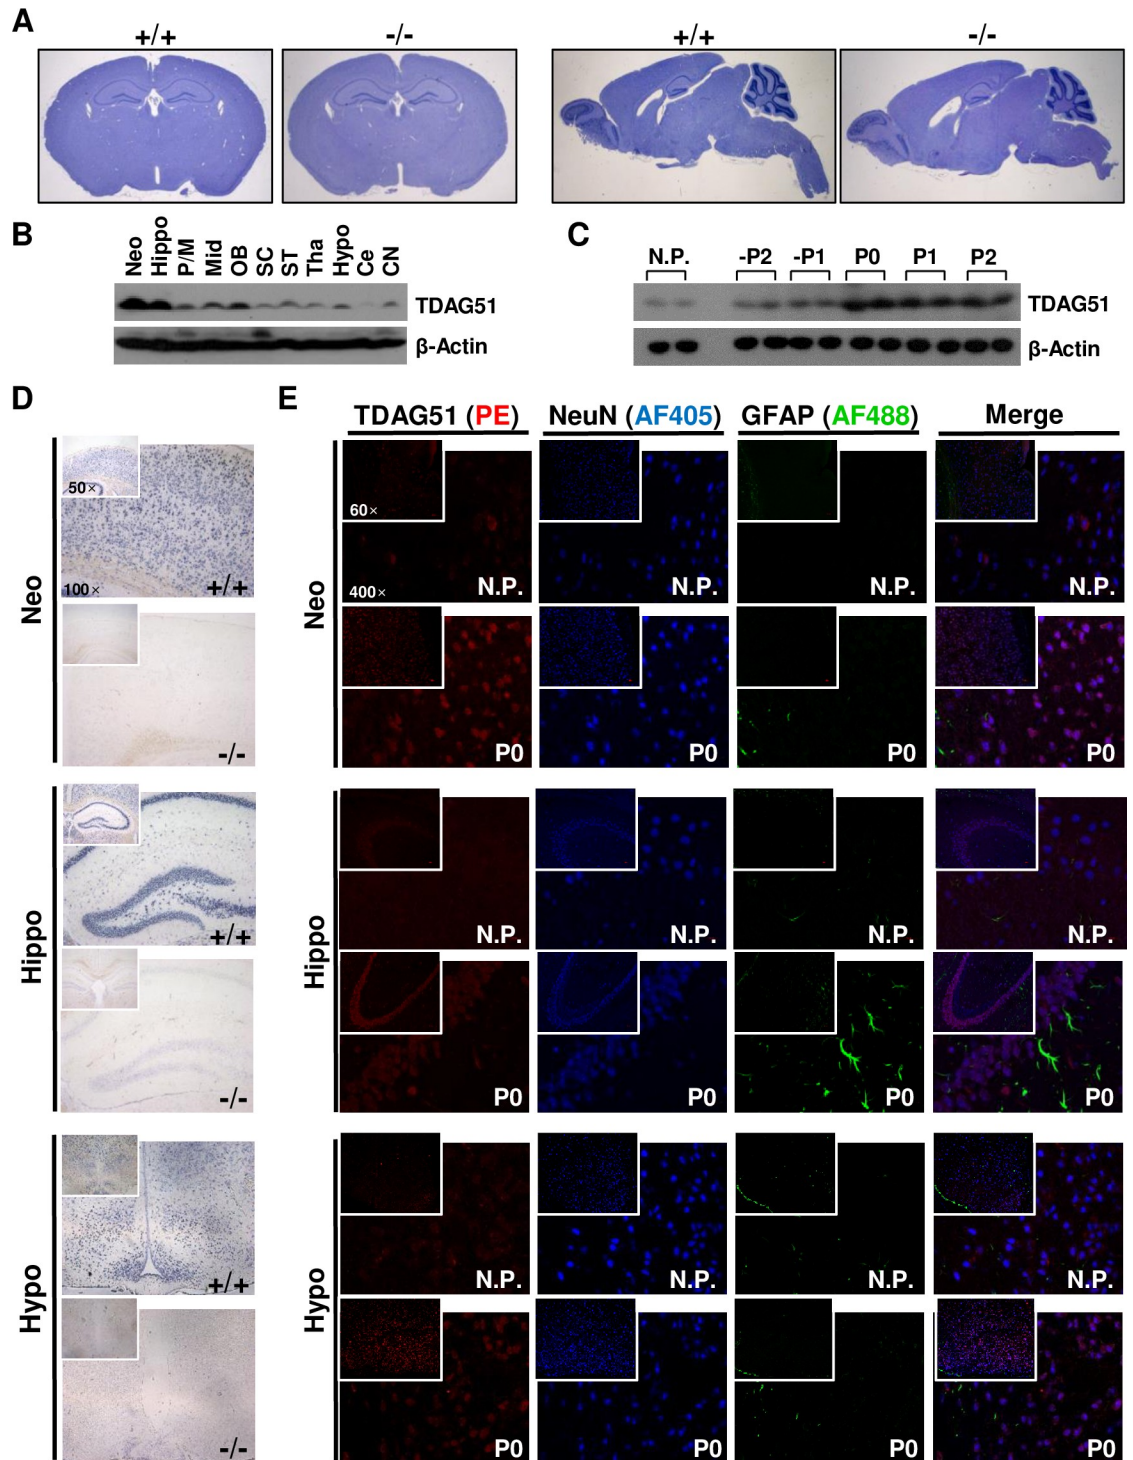 A
+/+ -/- +/+ -/-
B
Neo Hippo P/M Mid OB SC ST Tha Hypo Ce CN
TDAG51
β-Actin
C
N.P. -P2 -P1 P0 P1 P2
TDAG51
β-Actin
D
Neo
50×
100×
+/+
-/-
Hippo
+/+
-/-
Hypo
+/+
-/-
E
TDAG51 (PE) NeuN (AF405) GFAP (AF488) Merge
Neo
60×
400×
N.P. N.P. N.P. N.P.
P0 P0 P0 P0
Hippo
N.P. N.P. N.P. N.P.
P0 P0 P0 P0
Hypo
N.P. N.P. N.P. N.P.
P0 P0 P0 P0